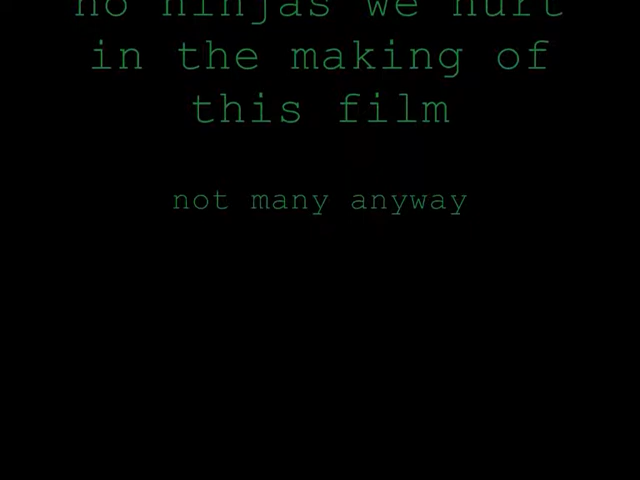 no ninjas we hurt
in the making of
this film
not many anyway